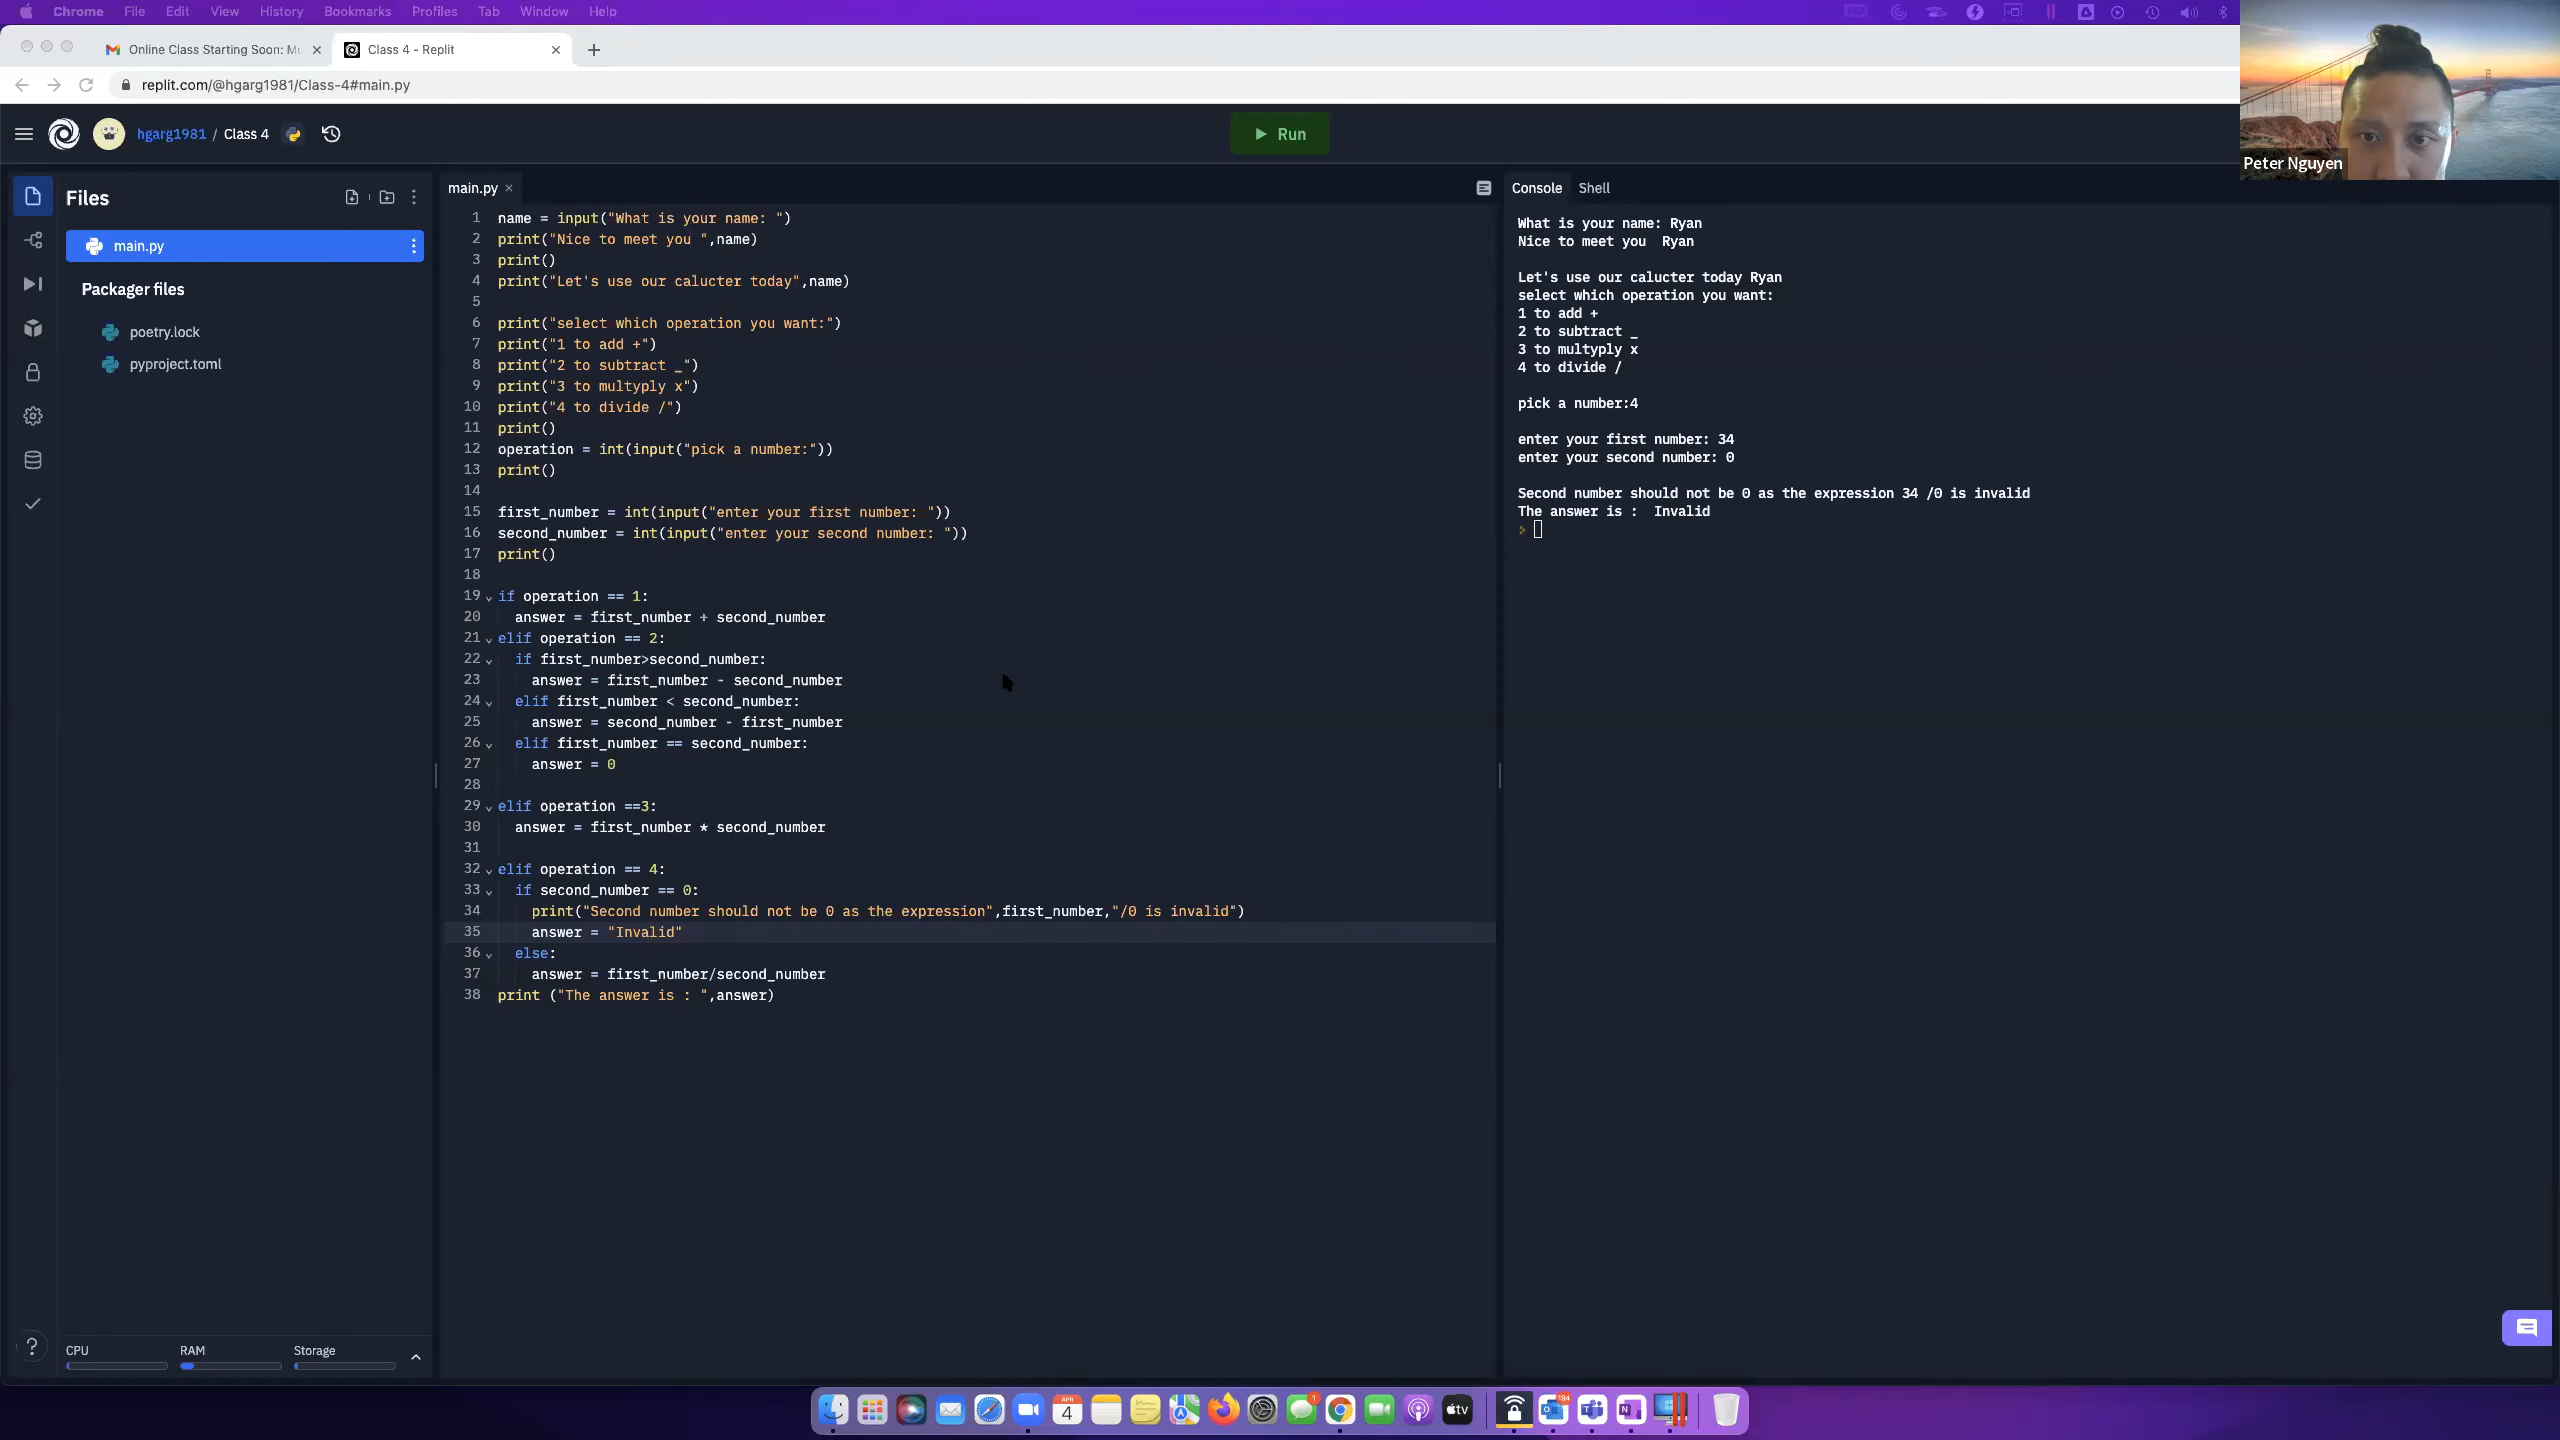 Chrome File Edit View History Bookmarks Profiles Tab Window Help
Online Class Starting Soon: M
Class 4 - Replit
replit.com/@hgarg1981/Class-4#main.py
hgarg1981 / Class 4
Run
Peter Nguyen
Files
main.py
Packager files
poetry.lock
pyproject.toml
CPU RAM Storage
main.py
1 name = input("What is your name: ")
2 print("Nice to meet you ",name)
3 print()
4 print("Let's use our calucter today",name)
5
6 print("select which operation you want:")
7 print("1 to add +")
8 print("2 to subtract _")
9 print("3 to multyply x")
10 print("4 to divide /")
11 print()
12 operation = int(input("pick a number:"))
13 print()
14
15 first_number = int(input("enter your first number: "))
16 second_number = int(input("enter your second number: "))
17 print()
18
19 if operation == 1:
20 answer = first_number + second_number
21 elif operation == 2:
22 if first_number>second_number:
23 answer = first_number - second_number
24 elif first_number < second_number:
25 answer = second_number - first_number
26 elif first_number == second_number:
27 answer = 0
28
29 elif operation ==3:
30 answer = first_number * second_number
31
32 elif operation == 4:
33 if second_number == 0:
34 print("Second number should not be 0 as the expression",first_number,"/0 is invalid")
35 answer = "Invalid"
36 else:
37 answer = first_number/second_number
38 print ("The answer is : ",answer)
Console Shell
What is your name: Ryan
Nice to meet you  Ryan
Let's use our calucter today Ryan
select which operation you want:
1 to add +
2 to subtract _
3 to multyply x
4 to divide /
pick a number:4
enter your first number: 34
enter your second number: 0
Second number should not be 0 as the expression 34 /0 is invalid
The answer is :  Invalid
APR
4
1
tv
194